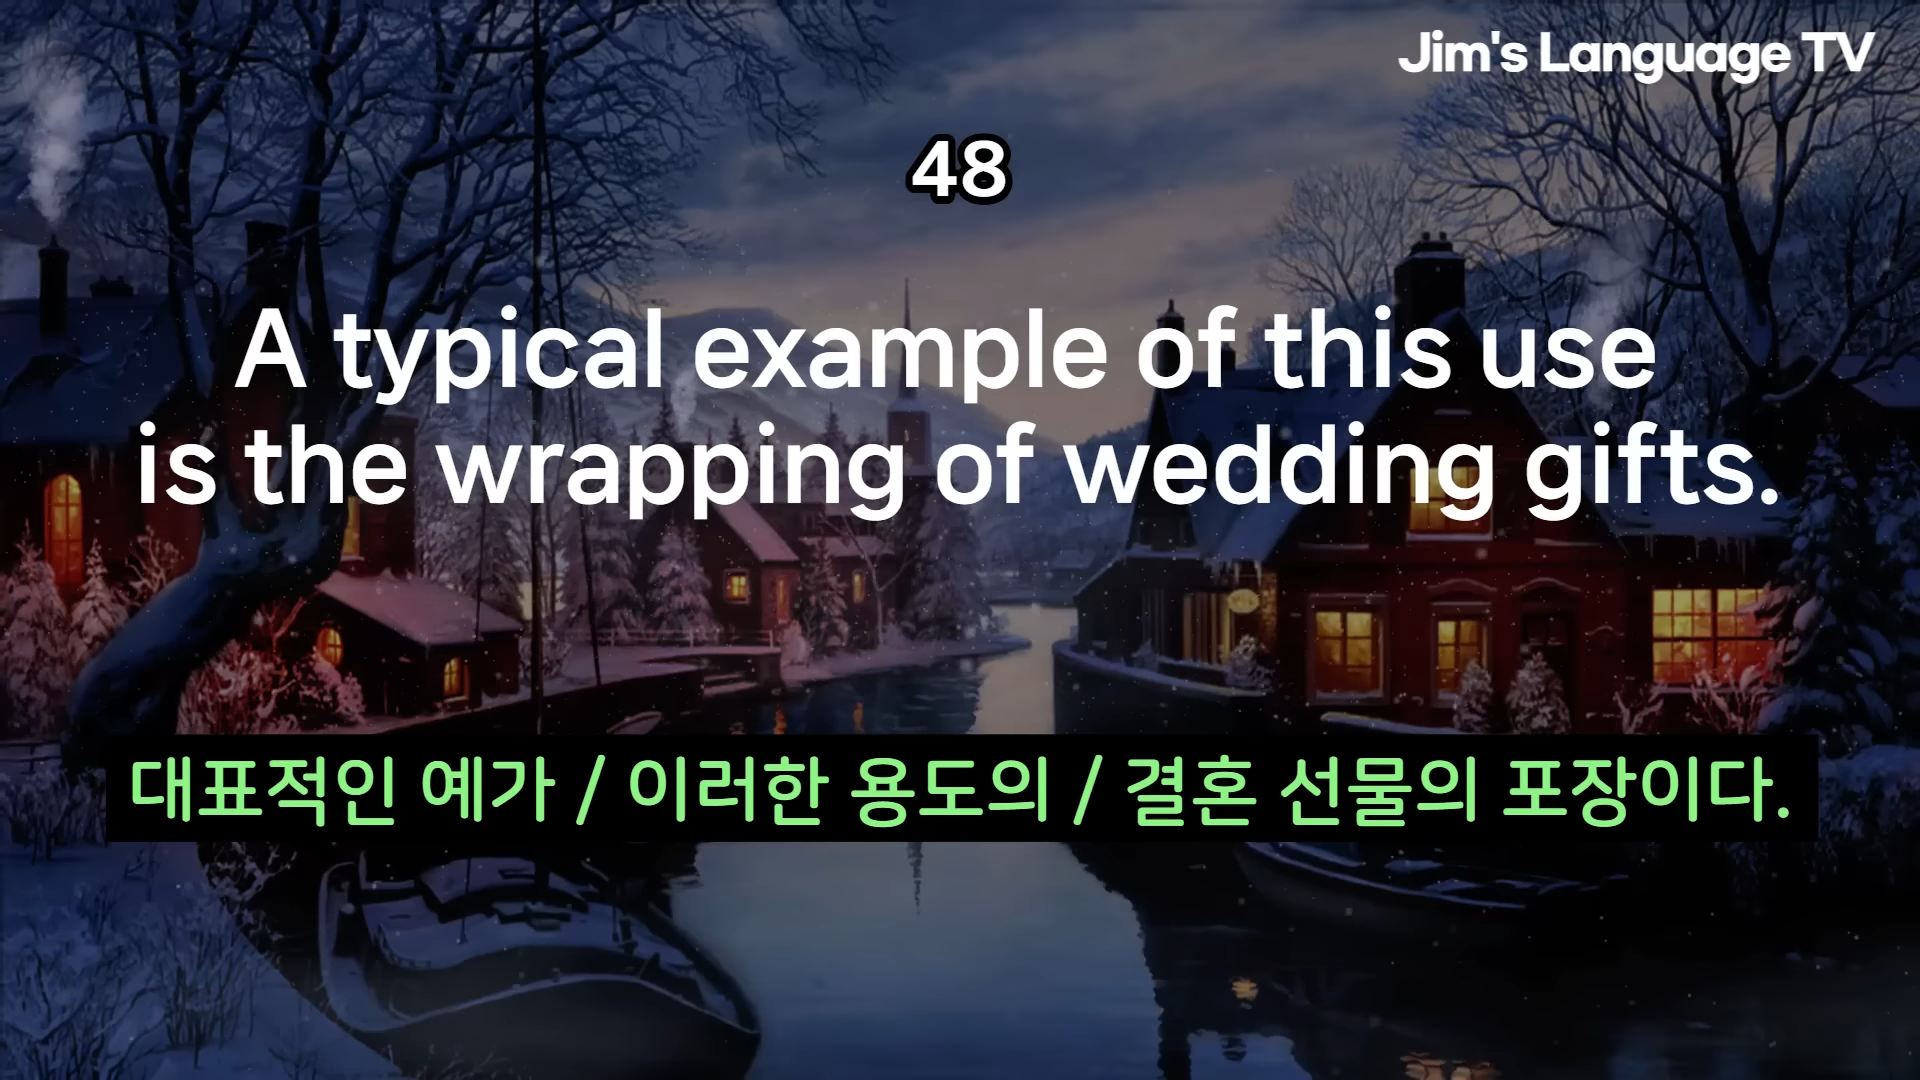 Jim's Language TV
48
A typical example of this use
is the wrapping of wedding gifts.
대표적인 예가 / 이러한 용도의 / 결혼 선물의 포장이다.